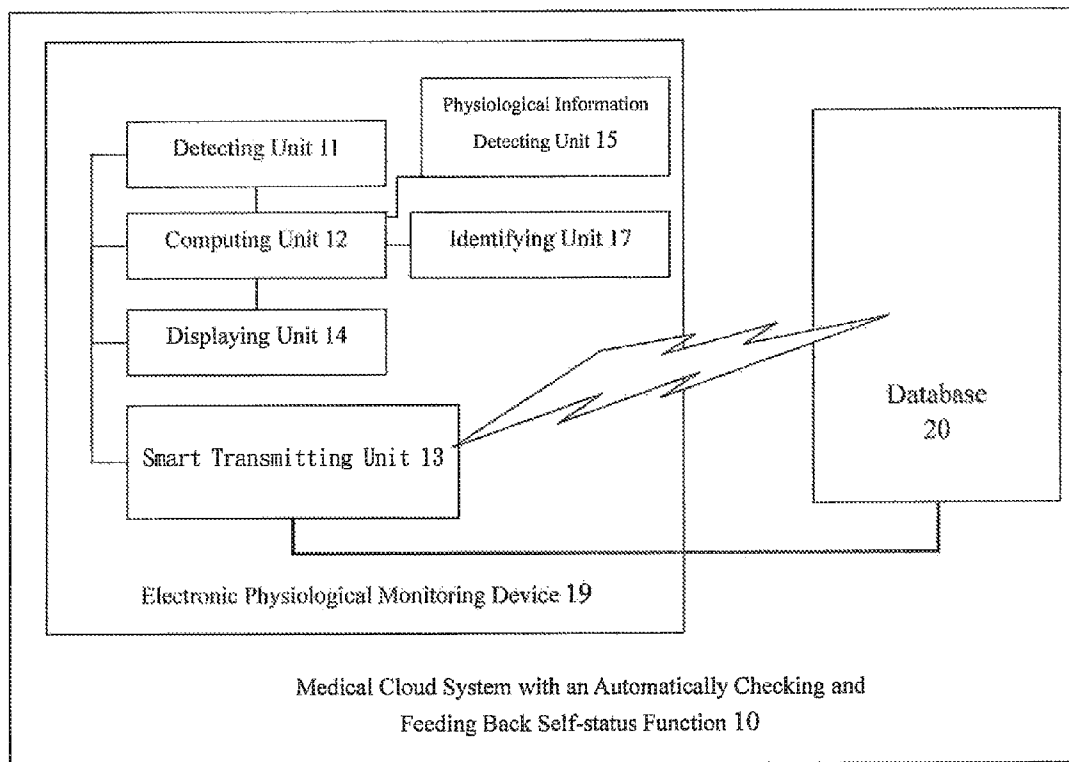 Physiological Information
Detecting Unit 15
Detecting Unit 11
Computing Unit 12
Identifying Unit 17
Displaying Unit 14
Smart Transmitting Unit 13
Database
20
Electronic Physiological Monitoring Device 19
Medical Cloud System with an Automatically Checking and
Feeding Back Self-status Function 10